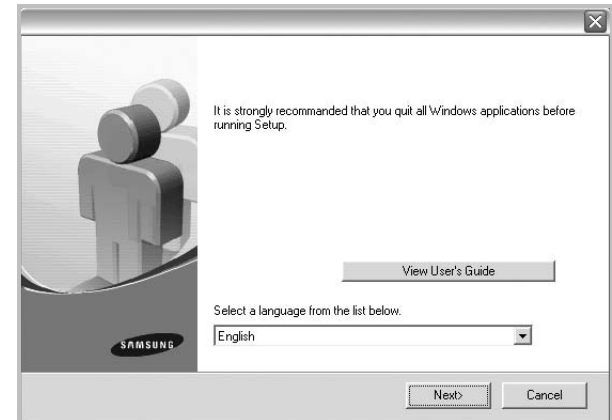 It is strongly recommanded that you quit all Windows applications before
running Setup.
View User's Guide
Select a language from the list below.
English
SAMSUNG
Next>
Cancel